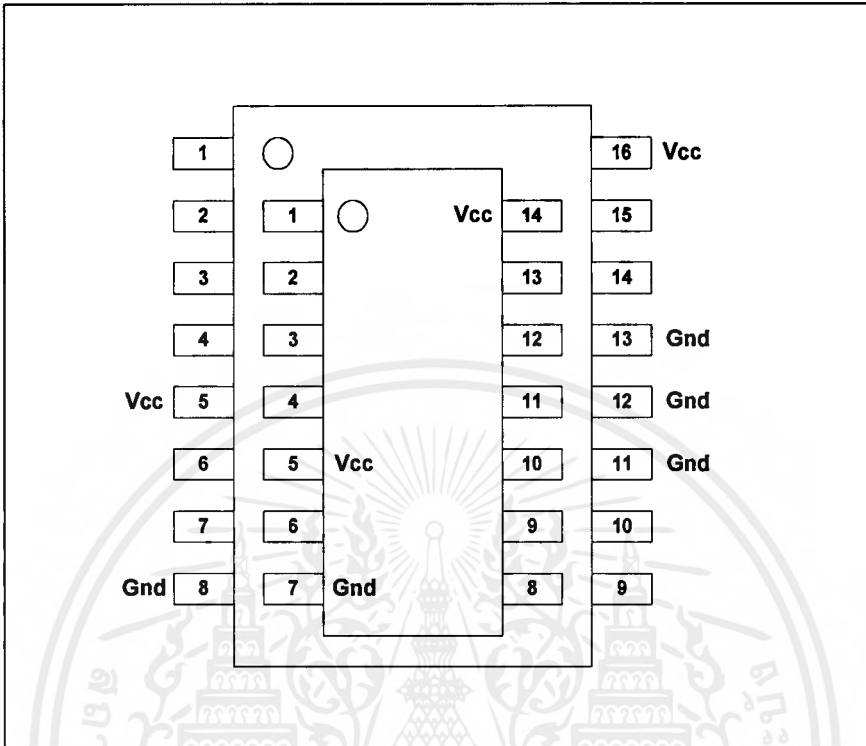 1 16 Vcc
2 1 Vcc 14 15
3 2 13 14
4 3 12 13 Gnd
Vcc 5 4 11 12 Gnd
6 5 Vcc 10 11 Gnd
7 6 9 10
Gnd 8 7 Gnd 8 9